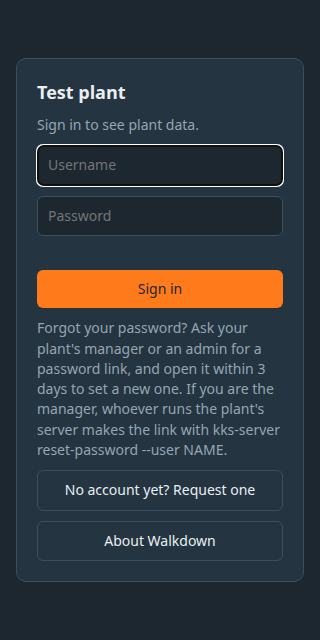 Test plant
Sign in to see plant data.
Username
Password
Sign in
Forgot your password? Ask your
plant's manager or an admin for a
password link, and open it within 3
days to set a new one. If you are the
manager, whoever runs the plant's
server makes the link with kks-server
reset-password --user NAME.
No account yet? Request one
About Walkdown